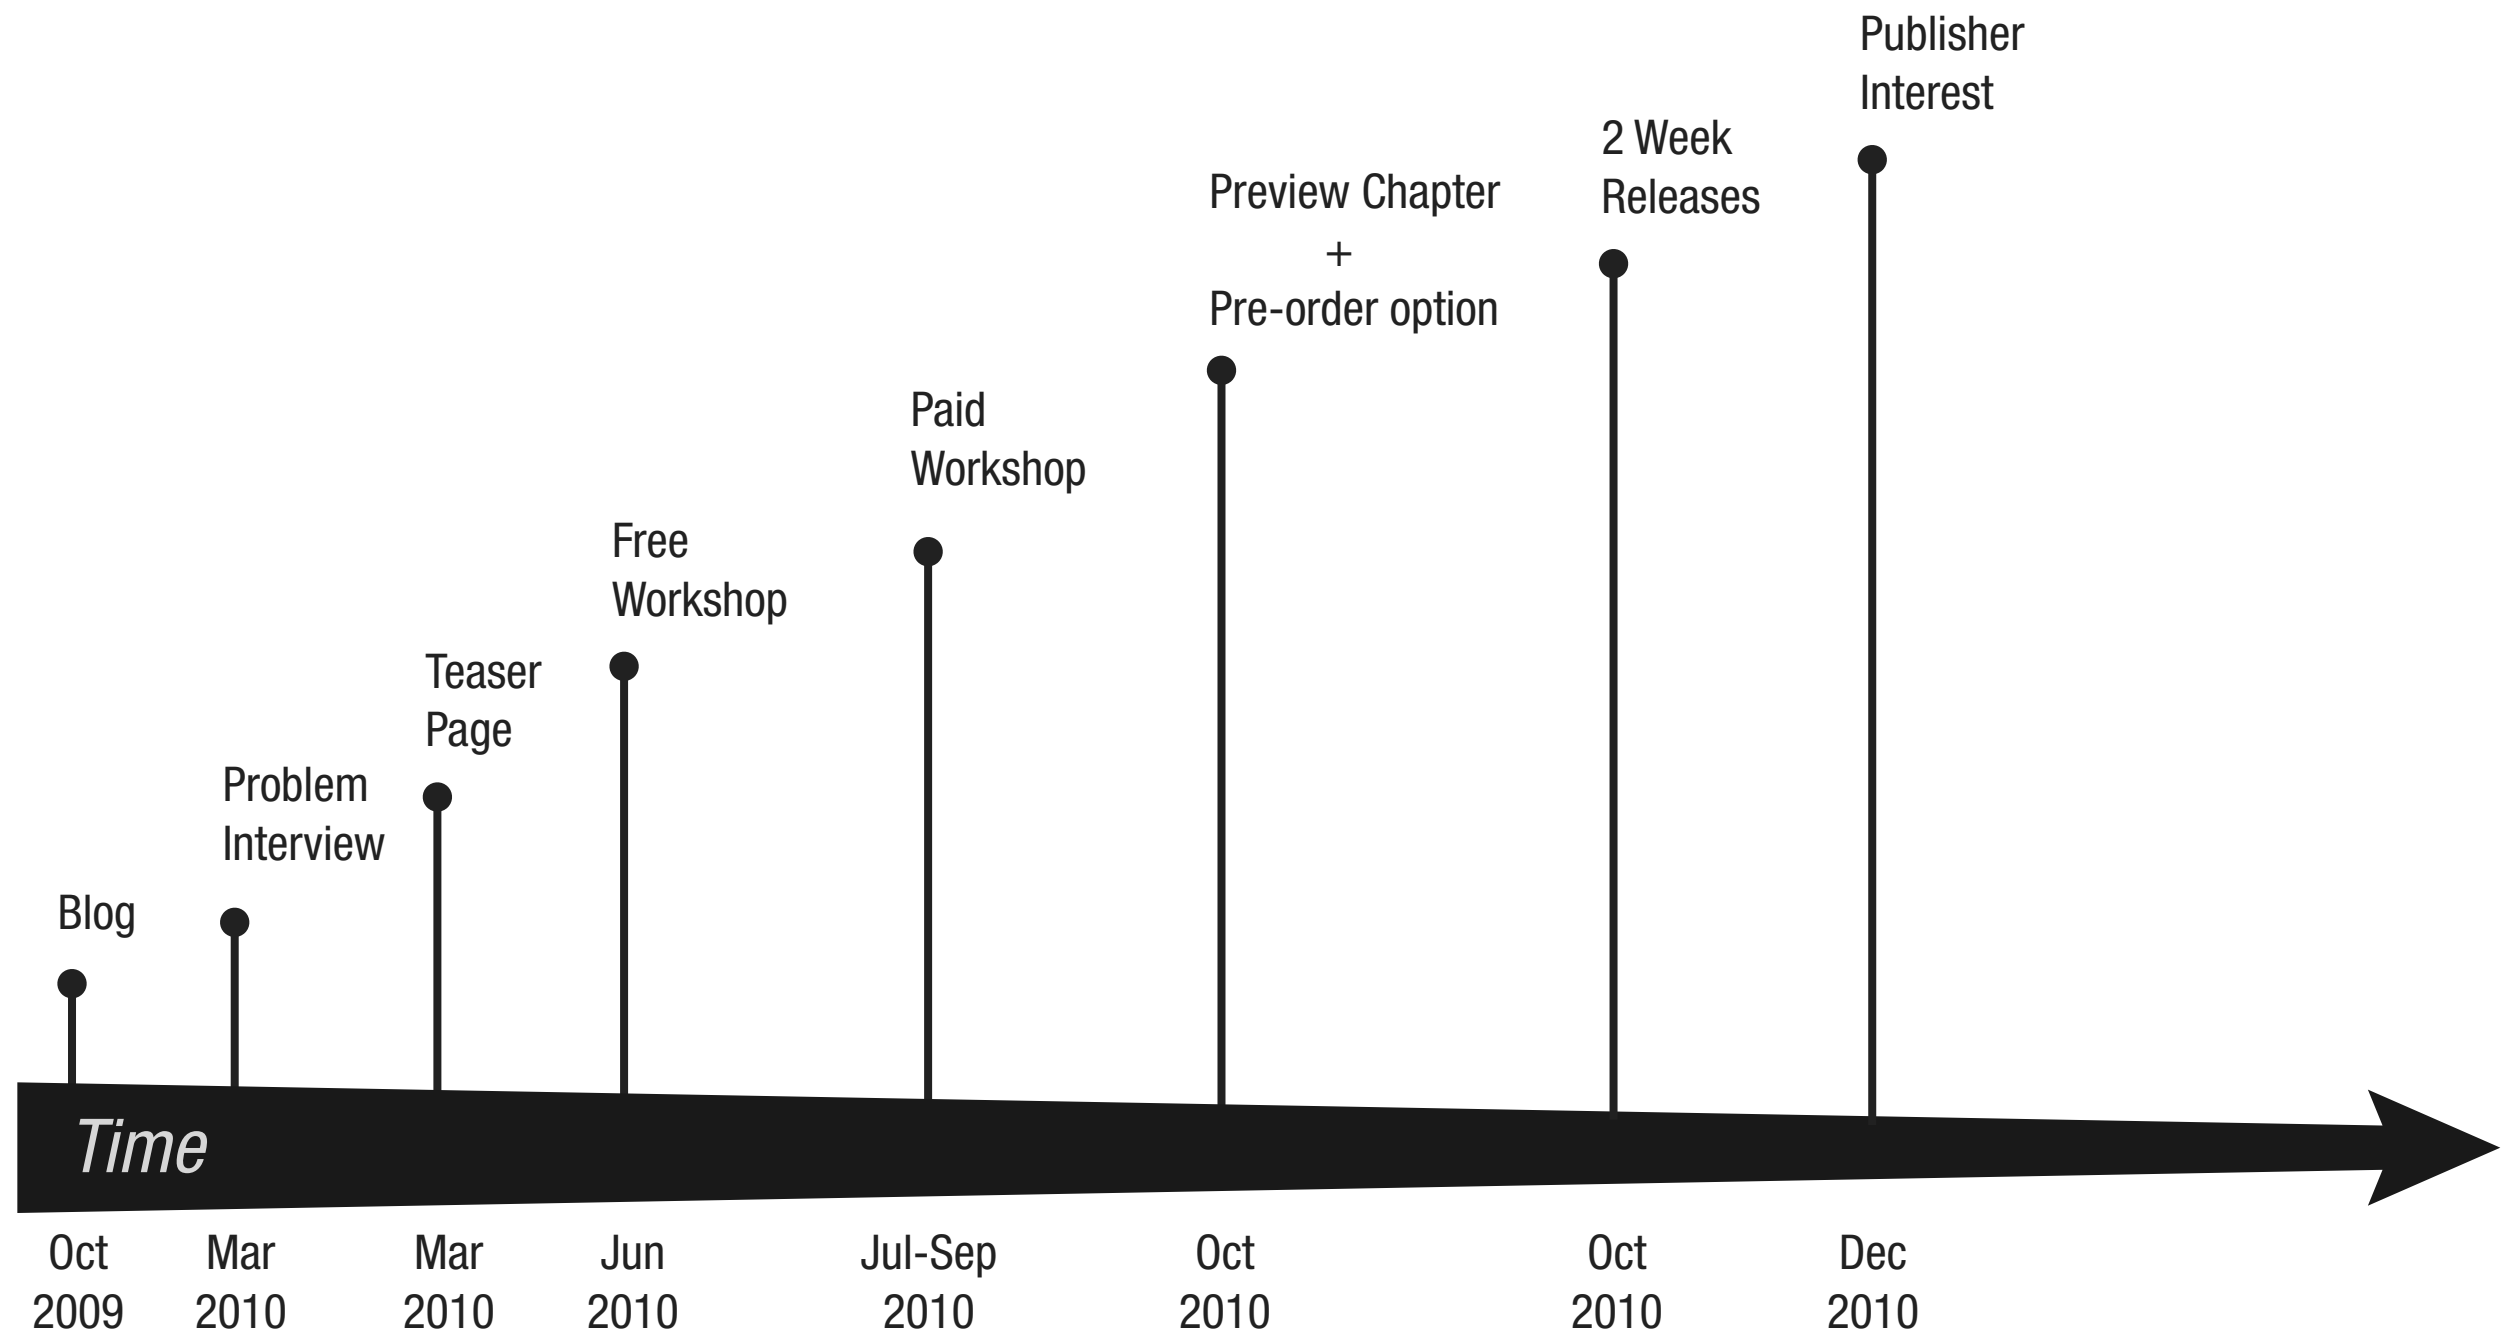 Blog
Problem
Interview
Teaser
Page
Free
Workshop
Paid
Workshop
Preview Chapter
+
Pre-order option
2 Week
Releases
Publisher
Interest
Time
Oct
2009
Mar
2010
Mar
2010
Jun
2010
Jul-Sep
2010
Oct
2010
Oct
2010
Dec
2010